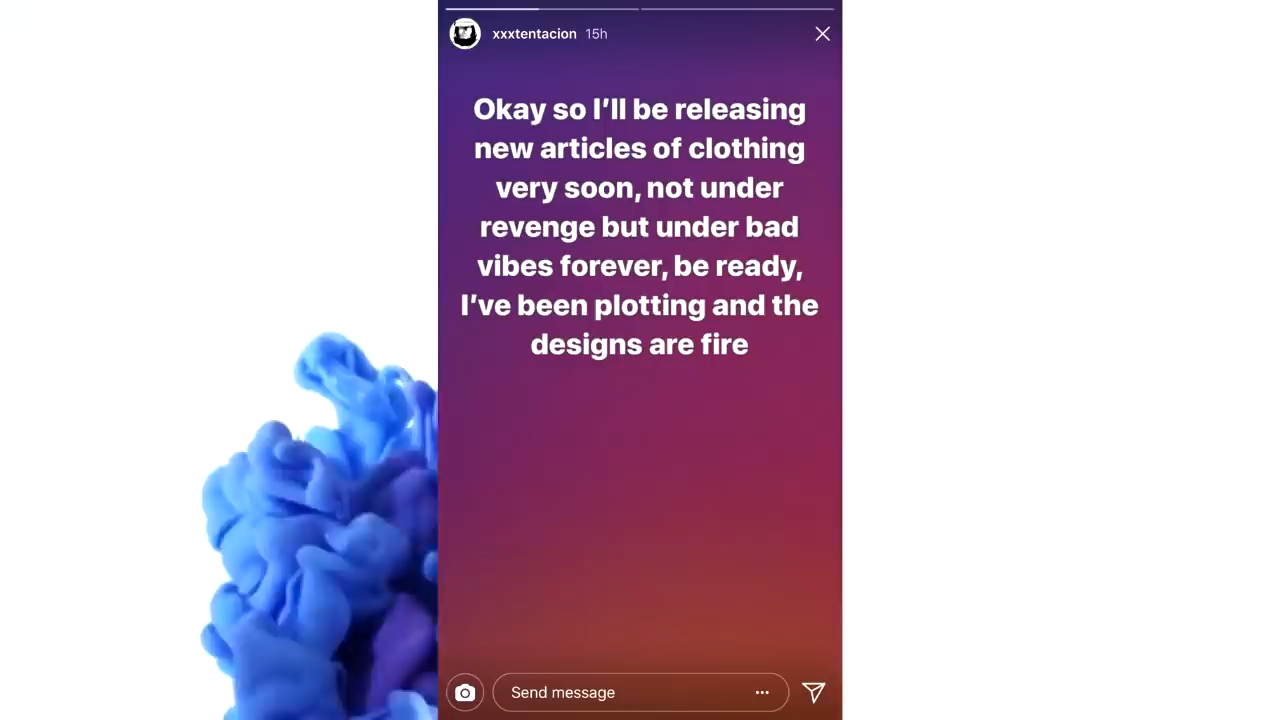 xxxtentacion 15h
Okay so I’ll be releasing
new articles of clothing
very soon, not under
revenge but under bad
vibes forever, be ready,
I’ve been plotting and the
designs are fire
Send message